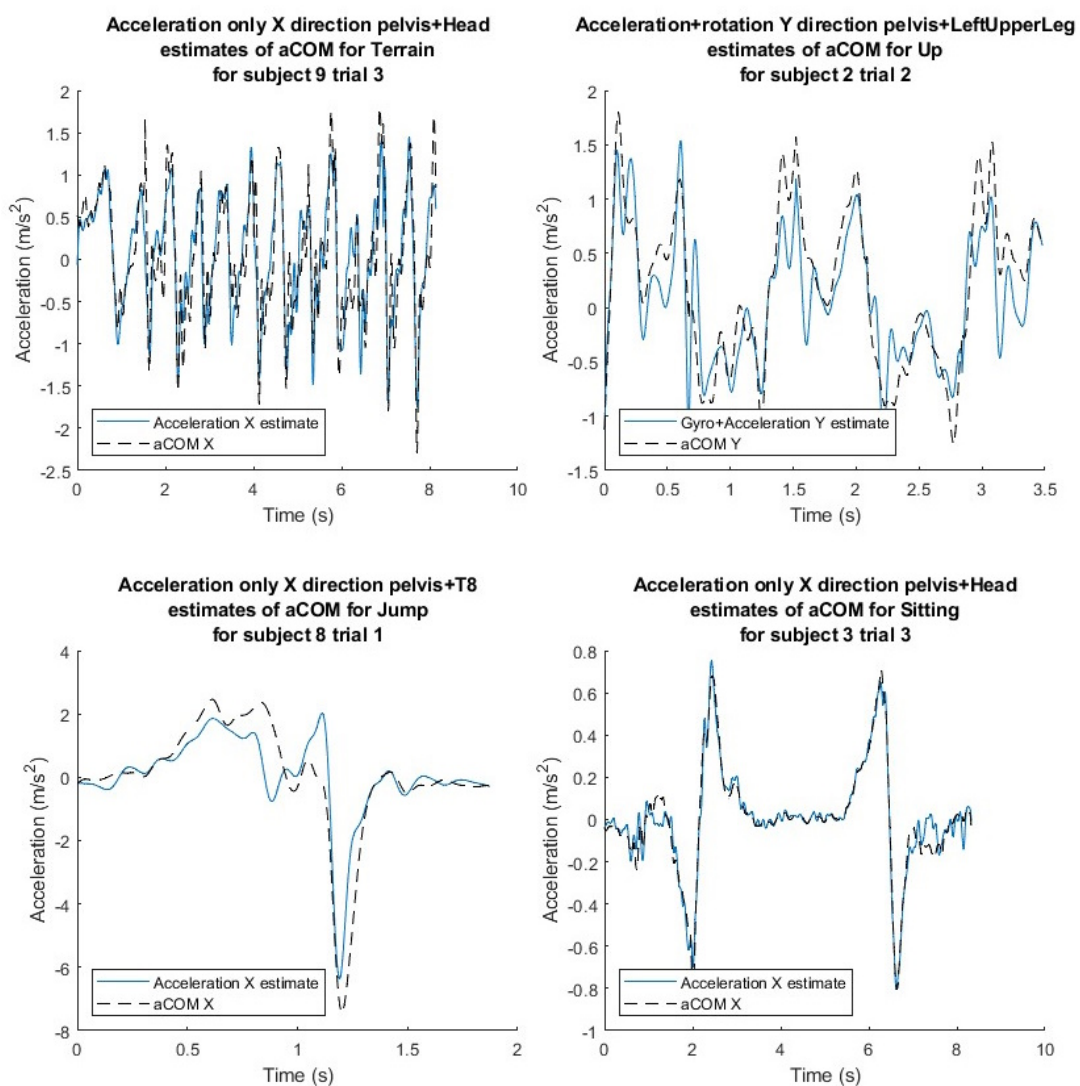 Acceleration only X direction pelvis+Head
estimates of aCOM for Terrain
for subject 9 trial 3
2
1.5
1
0.5
0
-0.5
-1
-1.5
-2
-2.5
Acceleration (m/s²)
Acceleration X estimate
aCOM X
0 2 4 6 8 10
Time (s)
Acceleration+rotation Y direction pelvis+LeftUpperLeg
estimates of aCOM for Up
for subject 2 trial 2
2
1.5
1
0.5
0
-0.5
-1
-1.5
Acceleration (m/s²)
Gyro+Acceleration Y estimate
aCOM Y
0 0.5 1 1.5 2 2.5 3 3.5
Time (s)
Acceleration only X direction pelvis+T8
estimates of aCOM for Jump
for subject 8 trial 1
4
2
0
-2
-4
-6
-8
Acceleration (m/s²)
Acceleration X estimate
aCOM X
0 0.5 1 1.5 2
Time (s)
Acceleration only X direction pelvis+Head
estimates of aCOM for Sitting
for subject 3 trial 3
0.8
0.6
0.4
0.2
0
-0.2
-0.4
-0.6
-0.8
-1
Acceleration (m/s²)
Acceleration X estimate
aCOM X
0 2 4 6 8 10
Time (s)